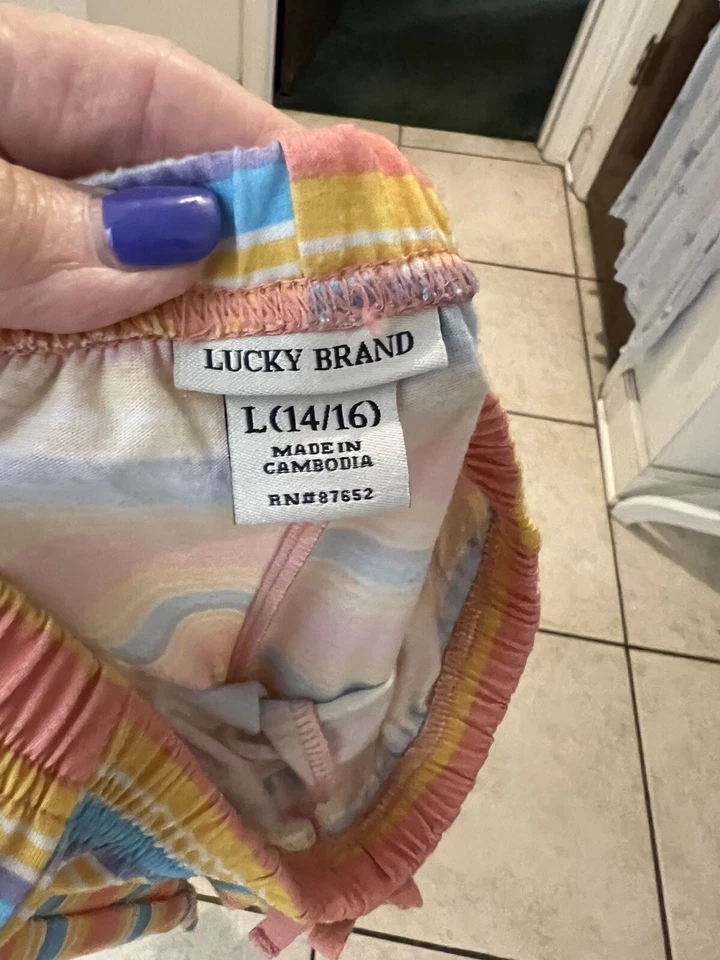 LUCKY BRAND
L(14/16)
MADE IN
CAMBODIA
RN#87652